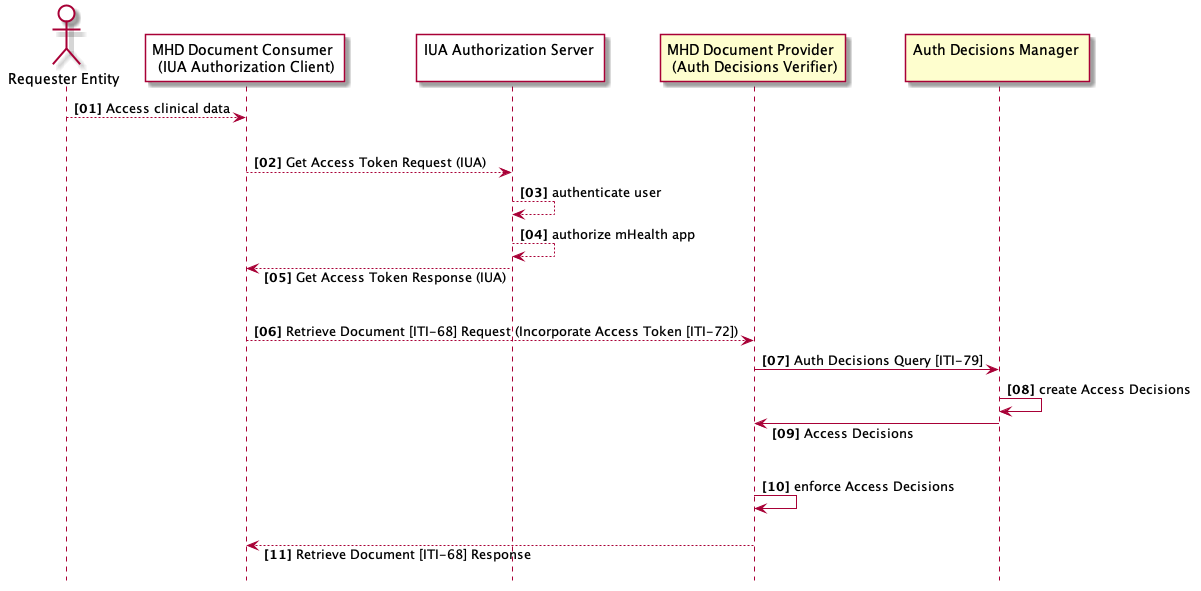 Requester Entity
MHD Document Consumer
(IUA Authorization Client)
IUA Authorization Server
MHD Document Provider
(Auth Decisions Verifier)
Auth Decisions Manager
[01] Access clinical data
[02] Get Access Token Request (IUA)
[03] authenticate user
[04] authorize mHealth app
[05] Get Access Token Response (IUA)
[06] Retrieve Document [ITI-68] Request (Incorporate Access Token [ITI-72])
[07] Auth Decisions Query [ITI-79]
[08] create Access Decisions
[09] Access Decisions
[10] enforce Access Decisions
[11] Retrieve Document [ITI-68] Response